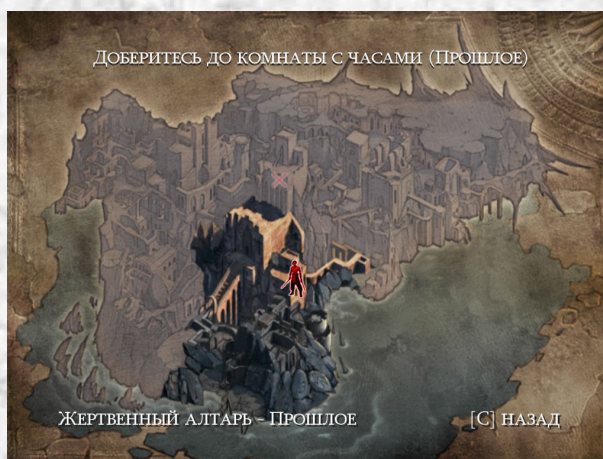 Доберитесь до комнаты с часами (Прошлое)
Жертвенный алтарь - Прошлое
[C] назад